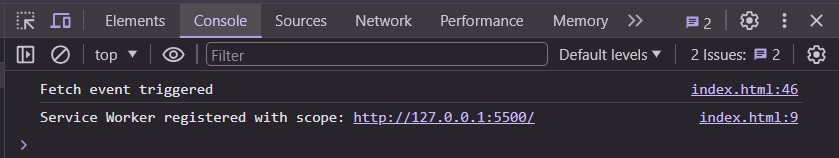 Elements Console Sources Network Performance Memory 2
top Filter Default levels 2 Issues: 2
Fetch event triggered index.html:46
Service Worker registered with scope: http://127.0.0.1:5500/ index.html:9